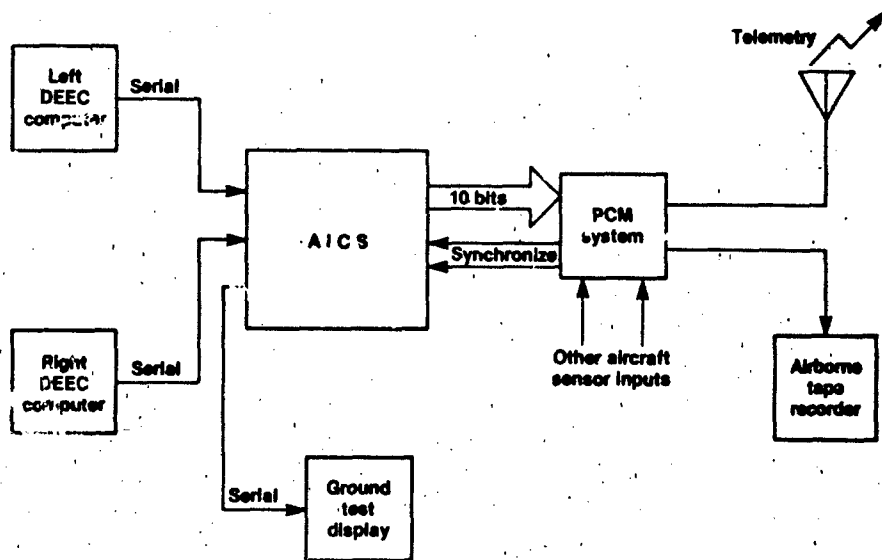 Telemetry
Left
DEEC
computer
Serial
10 bits
PCM
system
AICS
Synchronize
Right
DEEC
computer
Serial
Other aircraft
sensor inputs
Airborne
tape
recorder
Serial
Ground
test
display